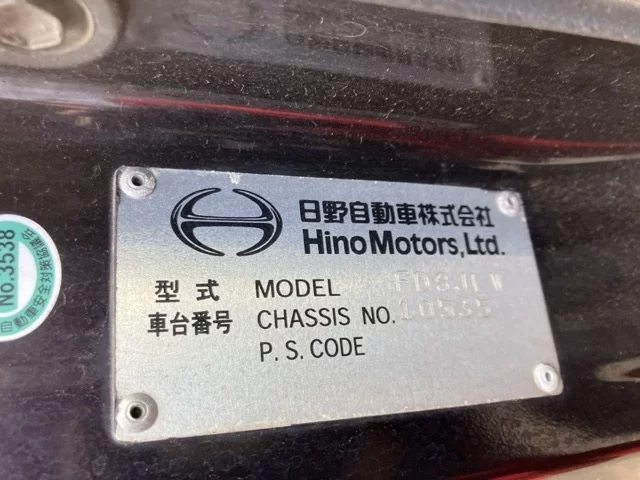 日野自動車株式会社
Hino Motors, Ltd.
型式 MODEL
車台番号 CHASSIS NO. 10535
P.S.CODE
No.3538